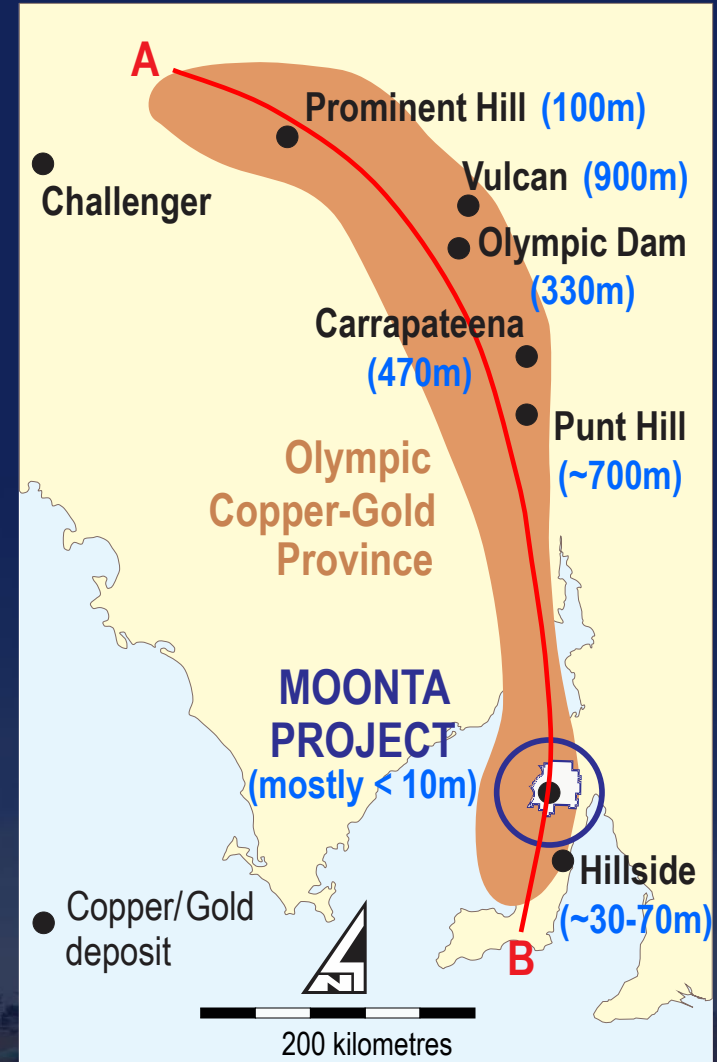 A
Prominent Hill (100m)
Challenger
Vulcan (900m)
Olympic Dam
(330m)
Carrapateena
(470m)
Punt Hill
(~700m)
Olympic
Copper-Gold
Province
MOONTA
PROJECT
(mostly < 10m)
Hillside
(~30-70m)
B
Copper/Gold
deposit
N
200 kilometres